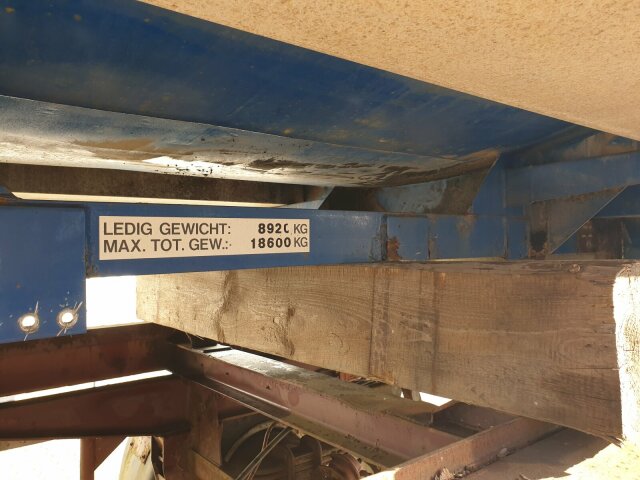 LEDIG GEWICHT: 8920 KG
MAX. TOT. GEW.: 18600 KG